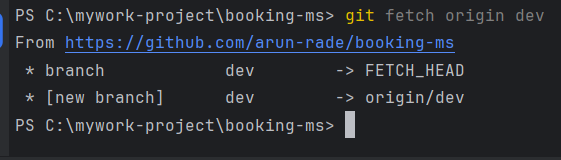 PS C:\mywork-project\booking-ms> git fetch origin dev
From https://github.com/arun-rade/booking-ms
 * branch            dev        -> FETCH_HEAD
 * [new branch]      dev        -> origin/dev
PS C:\mywork-project\booking-ms>